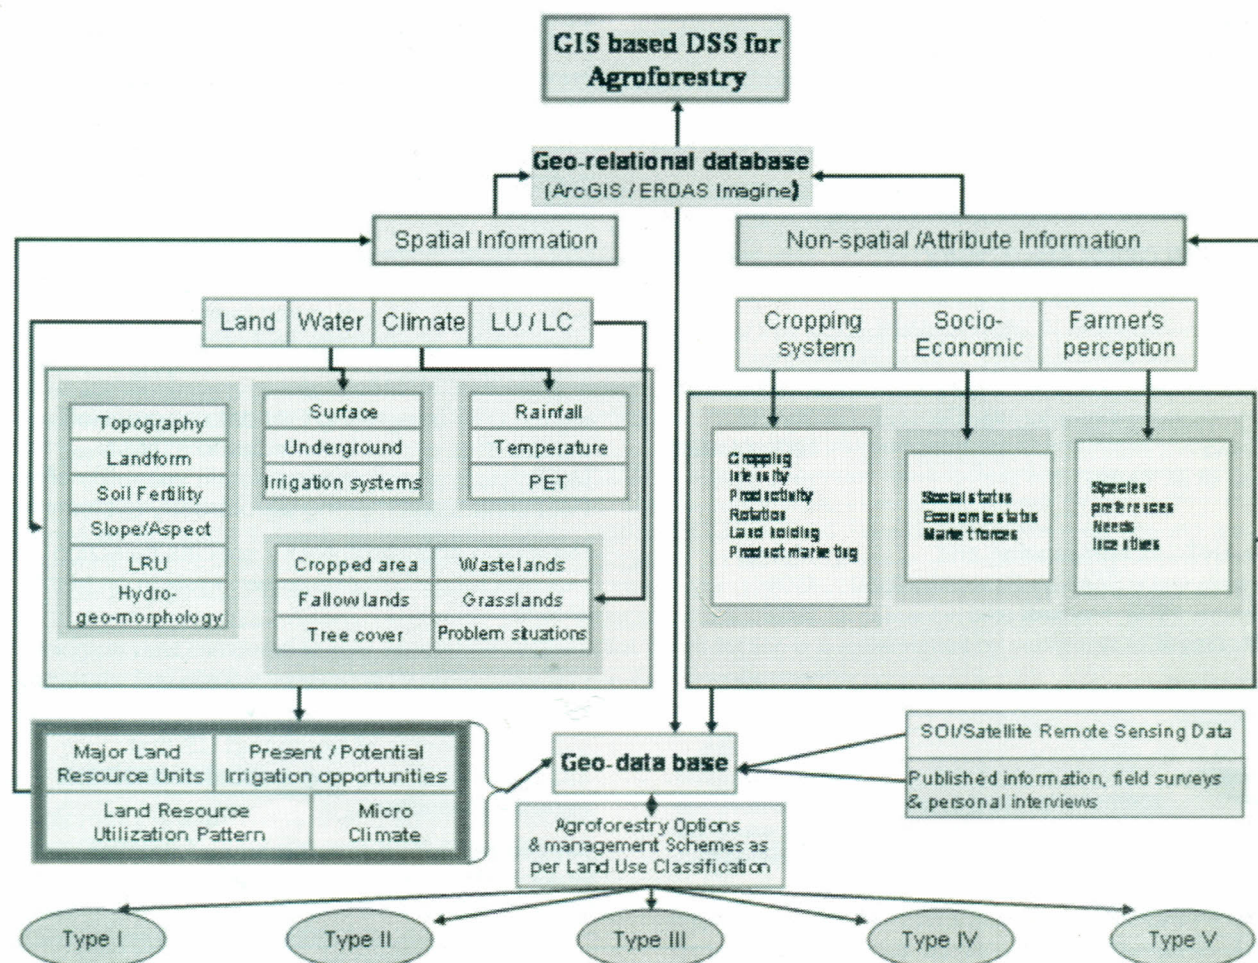 GIS based DSS for
Agroforestry
Geo-relational database
(ArcGIS / ERDAS Imagine)
Spatial Information
Non-spatial /Attribute Information
Land
Water
Climate
LU / LC
Cropping
system
Socio-
Economic
Farmer's
perception
Topography
Landform
Soil Fertility
Slope/Aspect
LRU
Hydro-
geo-morphology
Surface
Underground
Irrigation systems
Rainfall
Temperature
PET
Cropped area
Wastelands
Fallow lands
Grasslands
Tree cover
Problem situations
Cropping
Intensity
Productivity
Rotation
Land holding
Product marketing
Social status
Economic status
Market forces
Species
preferences
Needs
Incentives
Major Land
Resource Units
Present / Potential
Irrigation opportunities
Land Resource
Utilization Pattern
Micro
Climate
Geo-data base
SOI/Satellite Remote Sensing Data
Published information, field surveys
& personal interviews
Agroforestry Options
& management Schemes as
per Land Use Classification
Type I
Type II
Type III
Type IV
Type V